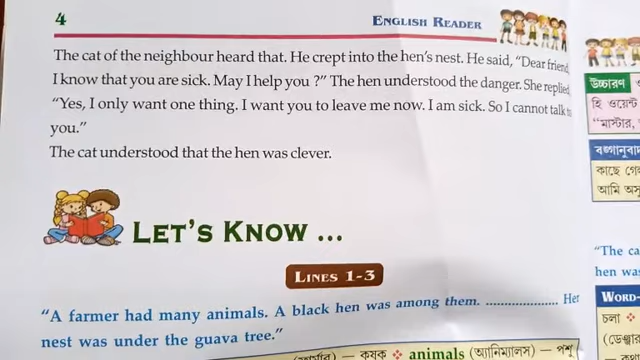 4 ENGLISH READER
The cat of the neighbour heard that. He crept into the hen's nest. He said, "Dear friend,
I know that you are sick. May I help you ?" The hen understood the danger. She replied,
"Yes, I only want one thing. I want you to leave me now. I am sick. So I cannot talk to
you."
The cat understood that the hen was clever.
LET'S KNOW ...
LINES 1-3
"A farmer had many animals. A black hen was among them. .................. Her
nest was under the guava tree."
— কৃষক ❖ animals (অ্যানিম্যালস) — পশু
উচ্চারণ
হি ওয়েন্ট
"মাস্টার,
বঙ্গানুবাদ
কাছে গেল
আমি অসু
"The ca
hen was
WORD-
চলা ❖